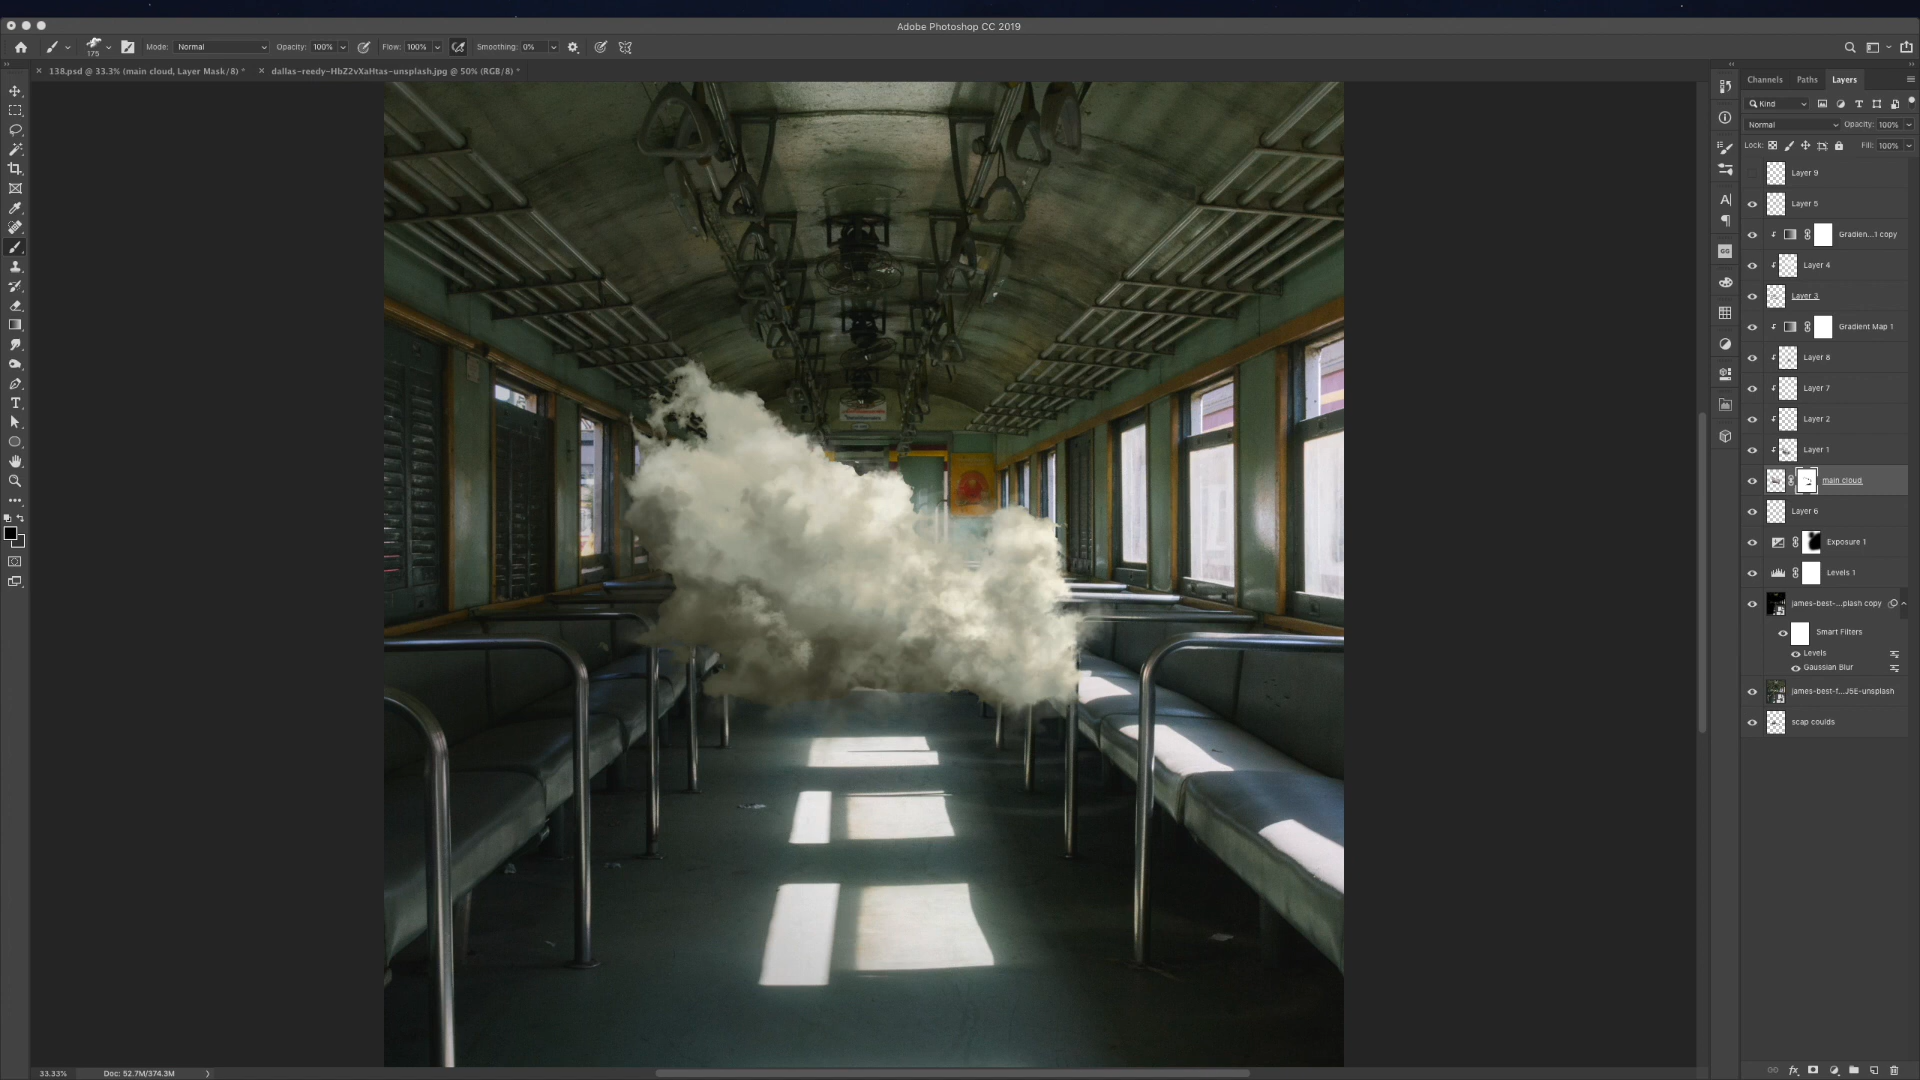 Adobe Photoshop CC 2019
175
Mode: Normal
Opacity: 100%
Flow: 100%
Smoothing: 0%
138.psd @ 33.3% (main cloud, Layer Mask/8) *
dallas-reedy-HbZ2vXaHtas-unsplash.jpg @ 50% (RGB/8) *
Channels Paths Layers
Kind
Normal Opacity: 100%
Lock: Fill: 100%
Layer 9
Layer 5
Gradien...1 copy
Layer 4
Layer 3
Gradient Map 1
Layer 8
Layer 7
Layer 2
Layer 1
main cloud
Layer 6
Exposure 1
Levels 1
james-best-...plash copy
Smart Filters
Levels
Gaussian Blur
james-best-f...J5E-unsplash
scap coulds
33.33% Doc: 52.7M/374.3M